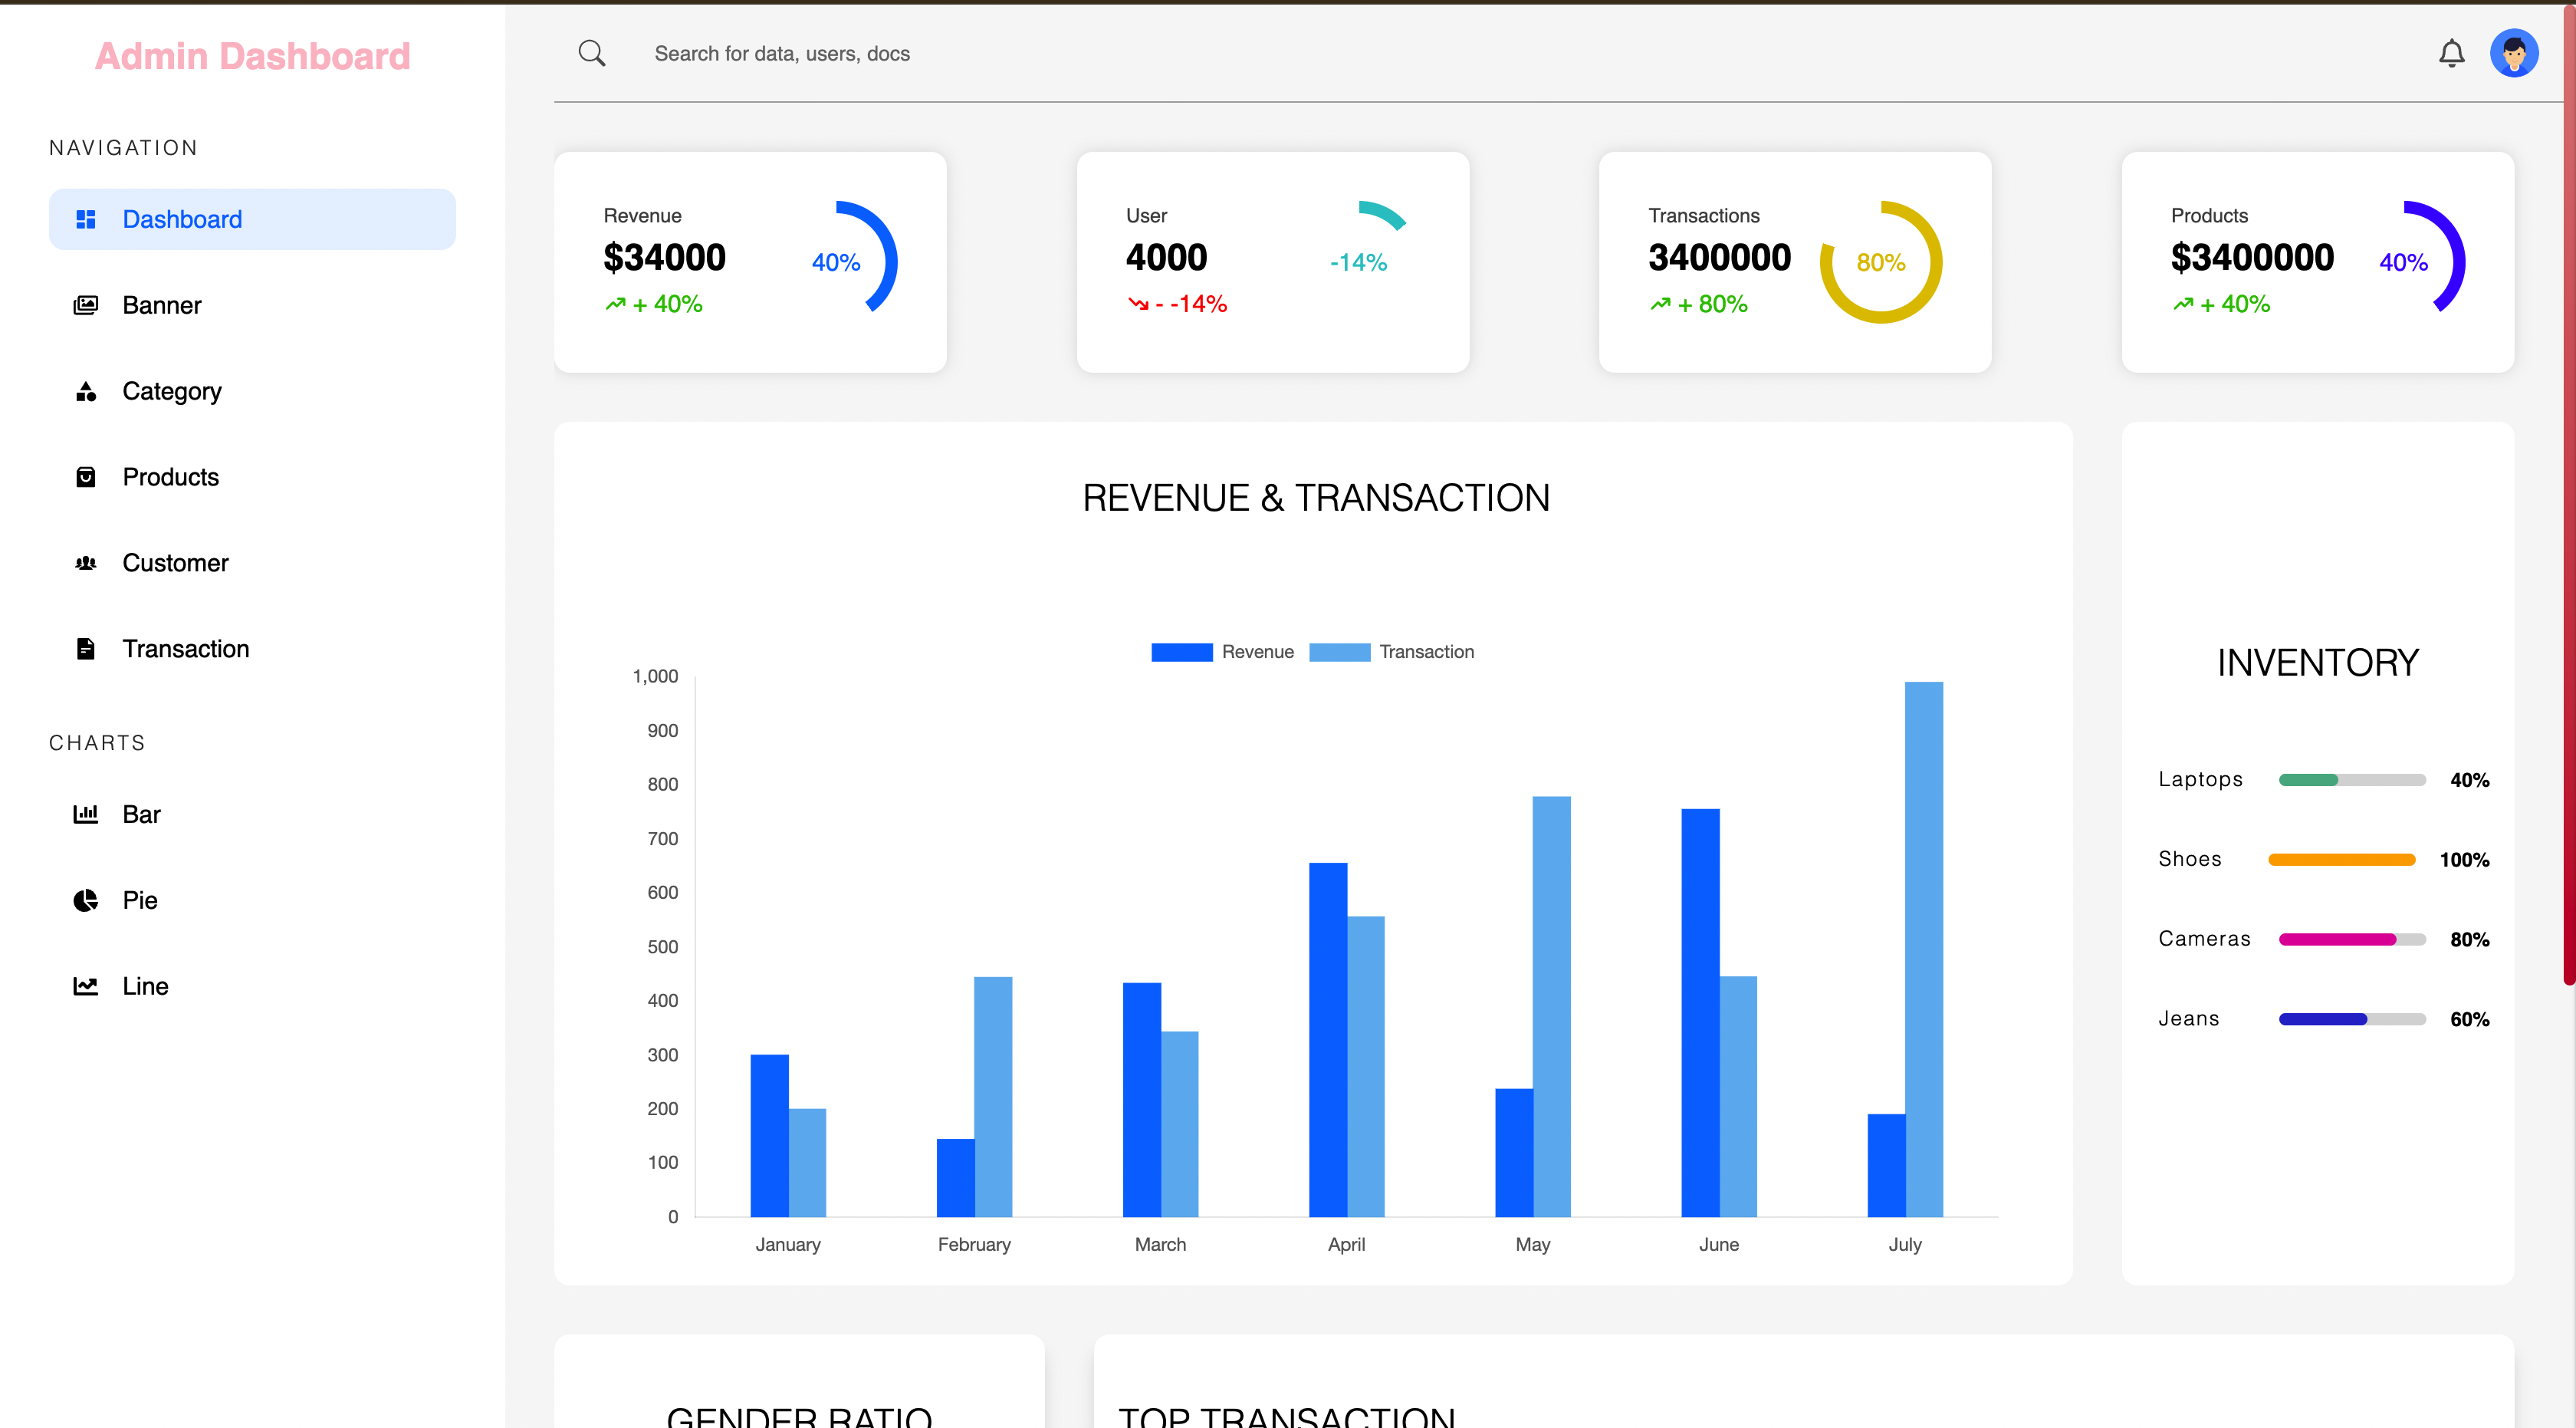 Admin Dashboard
NAVIGATION
Dashboard
Banner
Category
Products
Customer
Transaction
CHARTS
Bar
Pie
Line
Search for data, users, docs
Revenue
$34000
+ 40%
40%
User
4000
- -14%
-14%
Transactions
3400000
+ 80%
80%
Products
$3400000
+ 40%
40%
REVENUE & TRANSACTION
Revenue Transaction
1,000
900
800
700
600
500
400
300
200
100
0
January February March April May June July
INVENTORY
Laptops 40%
Shoes 100%
Cameras 80%
Jeans 60%
GENDER RATIO
TOP TRANSACTION